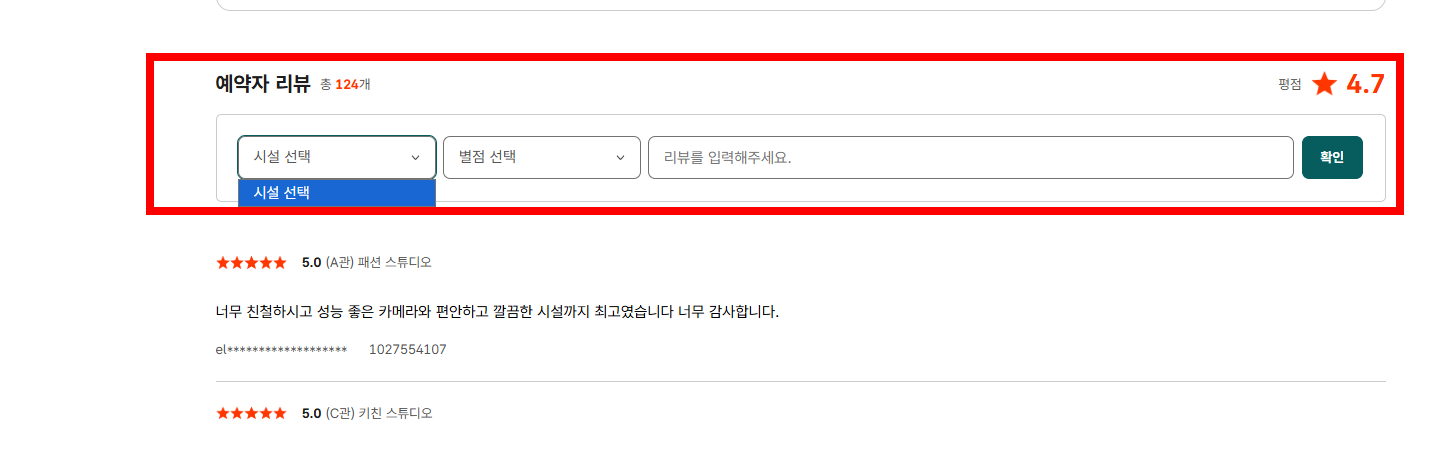 예약자 리뷰 총 124개 평점 4.7
시설 선택 별점 선택 리뷰를 입력해주세요. 확인
시설 선택
5.0 (A관) 패션 스튜디오
너무 친철하시고 성능 좋은 카메라와 편안하고 깔끔한 시설까지 최고였습니다 너무 감사합니다.
el******************* 1027554107
5.0 (C관) 키친 스튜디오